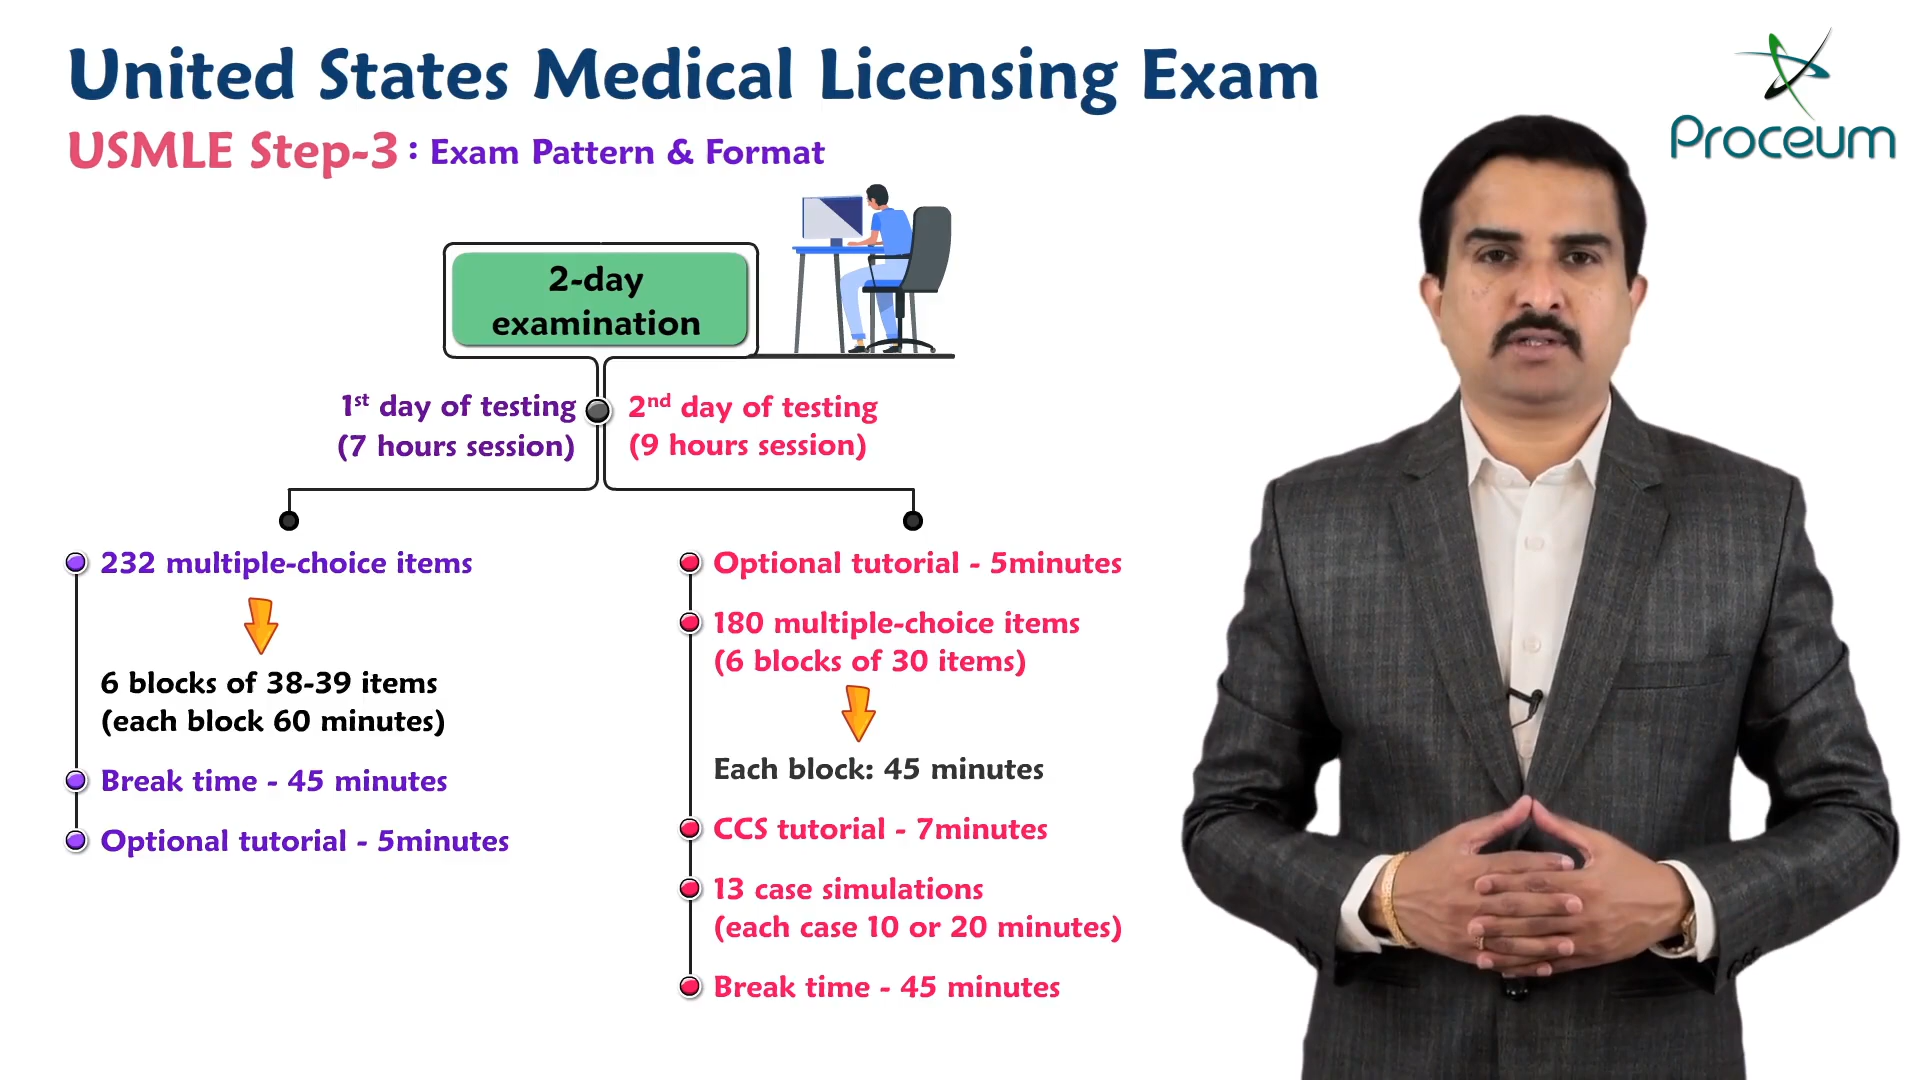 United States Medical Licensing Exam
USMLE Step-3 : Exam Pattern & Format
Proceum
2-day
examination
1st day of testing
(7 hours session)
2nd day of testing
(9 hours session)
232 multiple-choice items
6 blocks of 38-39 items
(each block 60 minutes)
Break time - 45 minutes
Optional tutorial - 5minutes
Optional tutorial - 5minutes
180 multiple-choice items
(6 blocks of 30 items)
Each block: 45 minutes
CCS tutorial - 7minutes
13 case simulations
(each case 10 or 20 minutes)
Break time - 45 minutes